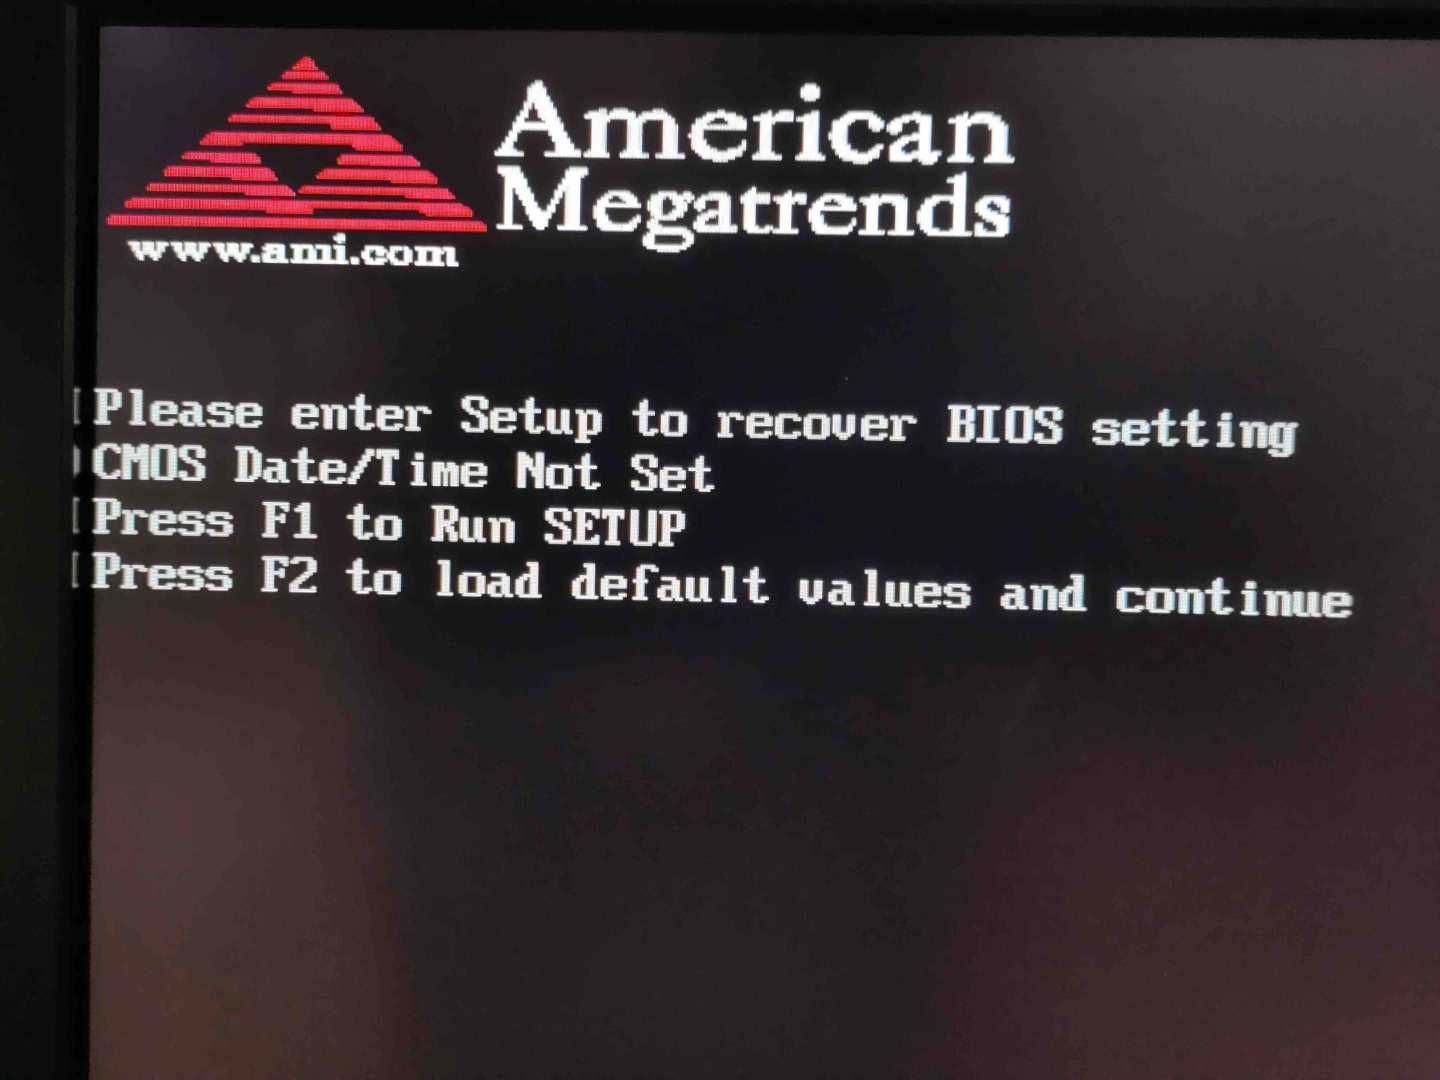 American
Megatrends
www.ami.com
Please enter Setup to recover BIOS setting
CMOS Date/Time Not Set
Press F1 to Run SETUP
Press F2 to load default values and continue